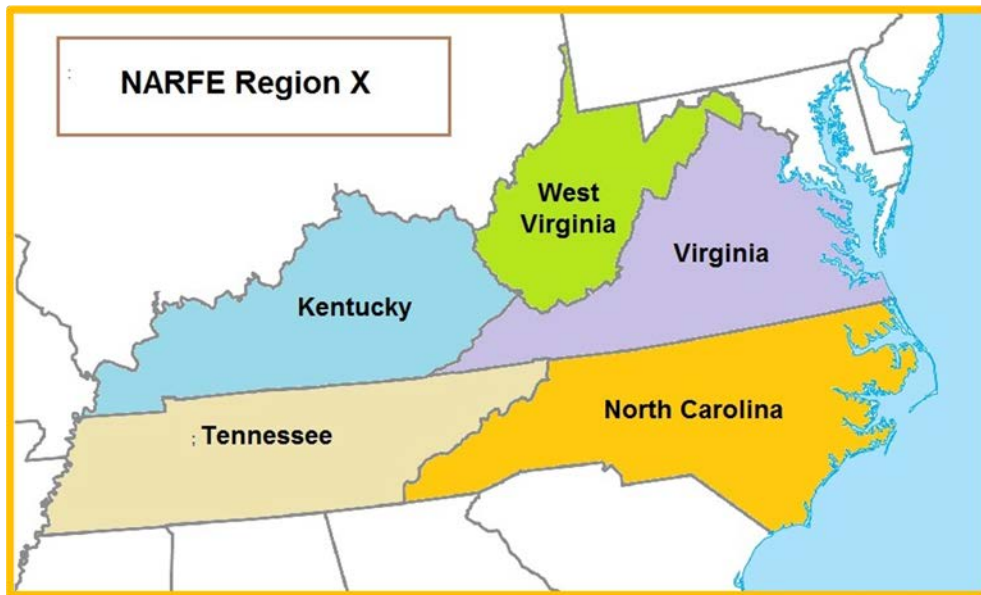 :
NARFE Region X
West
Virginia
Virginia
Kentucky
North Carolina
; Tennessee